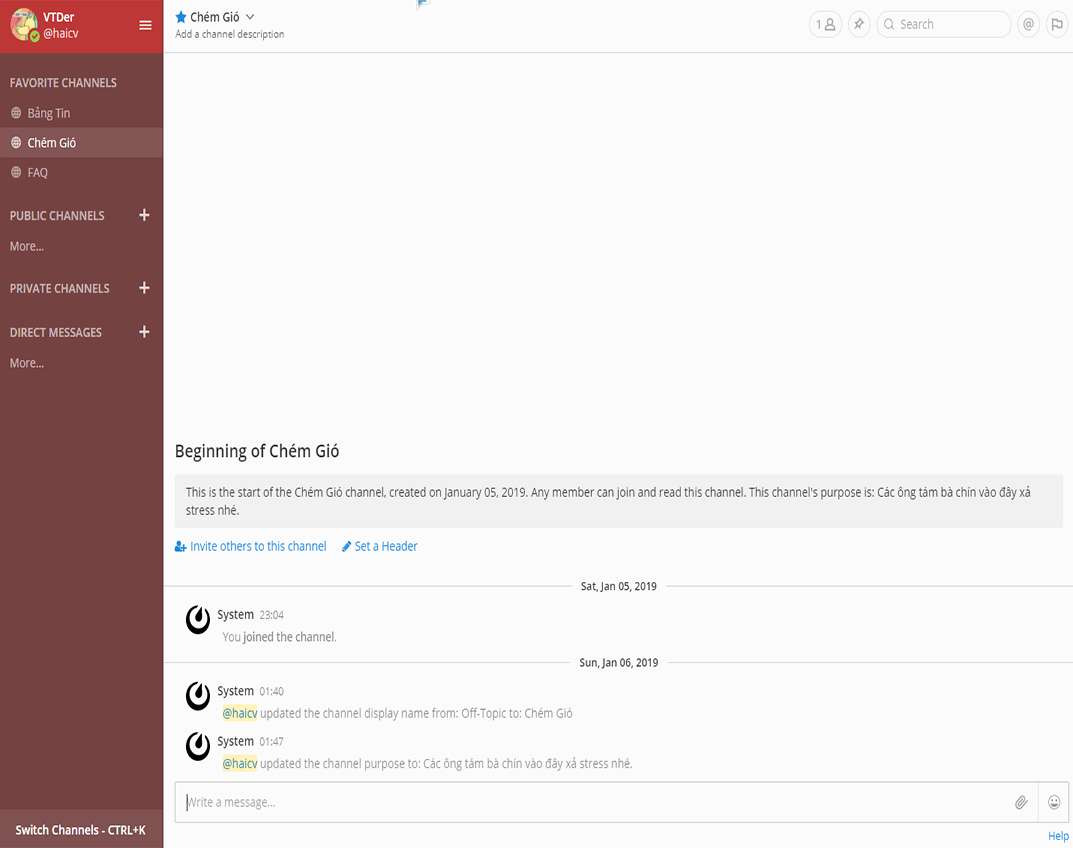 VTDer
@haicv
FAVORITE CHANNELS
Bảng Tin
Chém Gió
FAQ
PUBLIC CHANNELS +
More...
PRIVATE CHANNELS +
DIRECT MESSAGES +
More...
Switch Channels - CTRL+K
Chém Gió
Add a channel description
1
Search
@
Beginning of Chém Gió
This is the start of the Chém Gió channel, created on January 05, 2019. Any member can join and read this channel. This channel's purpose is: Các ông tám bà chín vào đây xả
stress nhé.
Invite others to this channel Set a Header
Sat, Jan 05, 2019
System 23:04
You joined the channel.
Sun, Jan 06, 2019
System 01:40
@haicv updated the channel display name from: Off-Topic to: Chém Gió
System 01:47
@haicv updated the channel purpose to: Các ông tám bà chín vào đây xả stress nhé.
Write a message...
Help